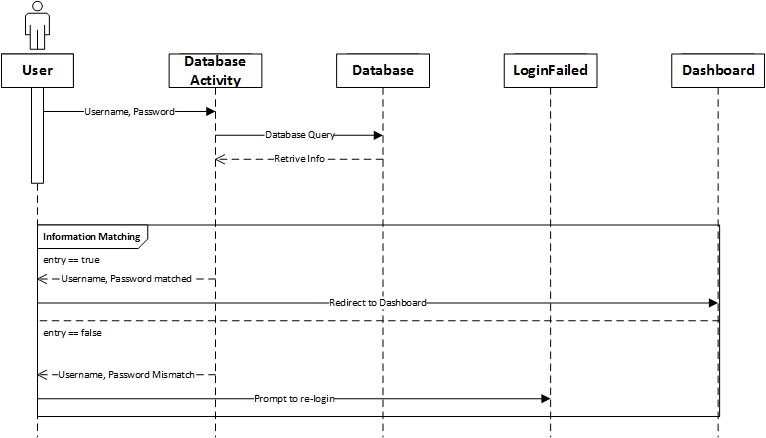 User
Database
Activity
Database
LoginFailed
Dashboard
Username, Password
Database Query
Retrive Info
Information Matching
entry == true
Username, Password matched
Redirect to Dashboard
entry == false
Username, Password Mismatch
Prompt to re-login